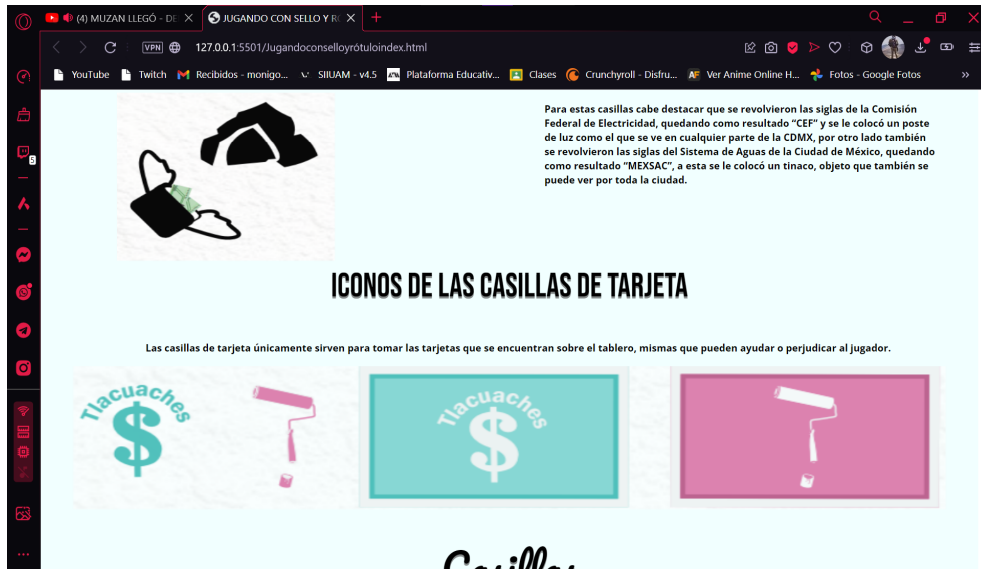 (4) MUZAN LLEGÓ - DE
JUGANDO CON SELLO Y RÓ
VPN
127.0.0.1:5501/Jugandoconselloyrótuloindex.html
YouTube
Twitch
Recibidos - monigo...
SIIUAM - v4.5
Plataforma Educativ...
Clases
Crunchyroll - Disfru...
Ver Anime Online H...
Fotos - Google Fotos
Para estas casillas cabe destacar que se revolvieron las siglas de la Comisión
Federal de Electricidad, quedando como resultado “CEF” y se le colocó un poste
de luz como el que se ve en cualquier parte de la CDMX, por otro lado también
se revolvieron las siglas del Sistema de Aguas de la Ciudad de México, quedando
como resultado “MEXSAC”, a esta se le colocó un tinaco, objeto que también se
puede ver por toda la ciudad.
ICONOS DE LAS CASILLAS DE TARJETA
Las casillas de tarjeta únicamente sirven para tomar las tarjetas que se encuentran sobre el tablero, mismas que pueden ayudar o perjudicar al jugador.
Tlacuaches
$
Tlacuaches
$
Casillas